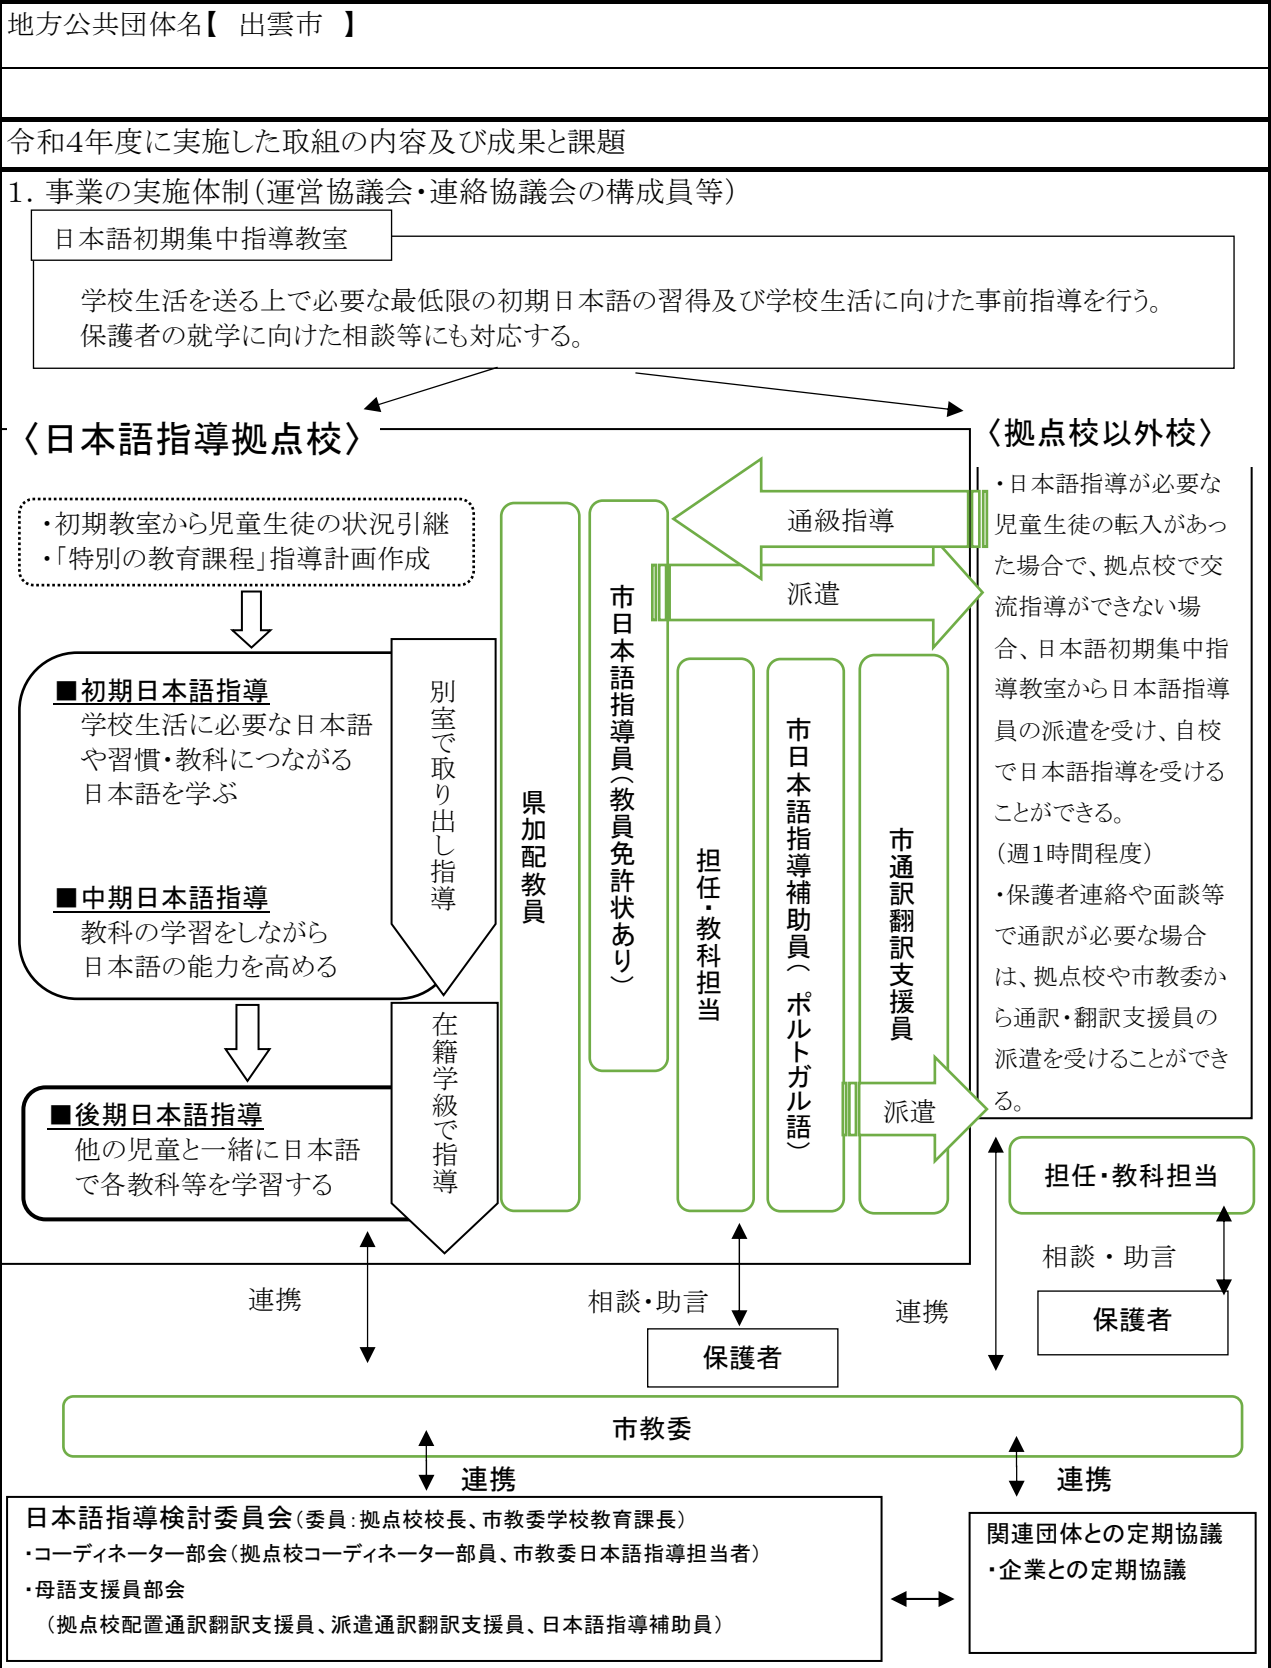 地方公共団体名【　出雲市　】
令和4年度に実施した取組の内容及び成果と課題
1．事業の実施体制（運営協議会・連絡協議会の構成員等）
日本語初期集中指導教室
学校生活を送る上で必要な最低限の初期日本語の習得及び学校生活に向けた事前指導を行う。
保護者の就学に向けた相談等にも対応する。
〈日本語指導拠点校〉
・初期教室から児童生徒の状況引継
・「特別の教育課程」指導計画作成
■初期日本語指導
学校生活に必要な日本語
や習慣・教科につながる
日本語を学ぶ
■中期日本語指導
教科の学習をしながら
日本語の能力を高める
■後期日本語指導
他の児童と一緒に日本語
で各教科等を学習する
別室で取り出し指導
在籍学級で指導
県加配教員
市日本語指導員（教員免許状あり）
担任・教科担当
市日本語指導補助員（ ポルトガル語）
市通訳翻訳支援員
通級指導
派遣
派遣
〈拠点校以外校〉
・日本語指導が必要な
児童生徒の転入があっ
た場合で、拠点校で交
流指導ができない場
合、日本語初期集中指
導教室から日本語指導
員の派遣を受け、自校
で日本語指導を受ける
ことができる。
（週1時間程度）
・保護者連絡や面談等
で通訳が必要な場合
は、拠点校や市教委か
ら通訳・翻訳支援員の
派遣を受けることができ
る。
担任・教科担当
相談・助言
保護者
連携
相談・助言
保護者
連携
市教委
連携
連携
日本語指導検討委員会（委員：拠点校校長、市教委学校教育課長）
・コーディネーター部会（拠点校コーディネーター部員、市教委日本語指導担当者）
・母語支援員部会
（拠点校配置通訳翻訳支援員、派遣通訳翻訳支援員、日本語指導補助員）
関連団体との定期協議
・企業との定期協議